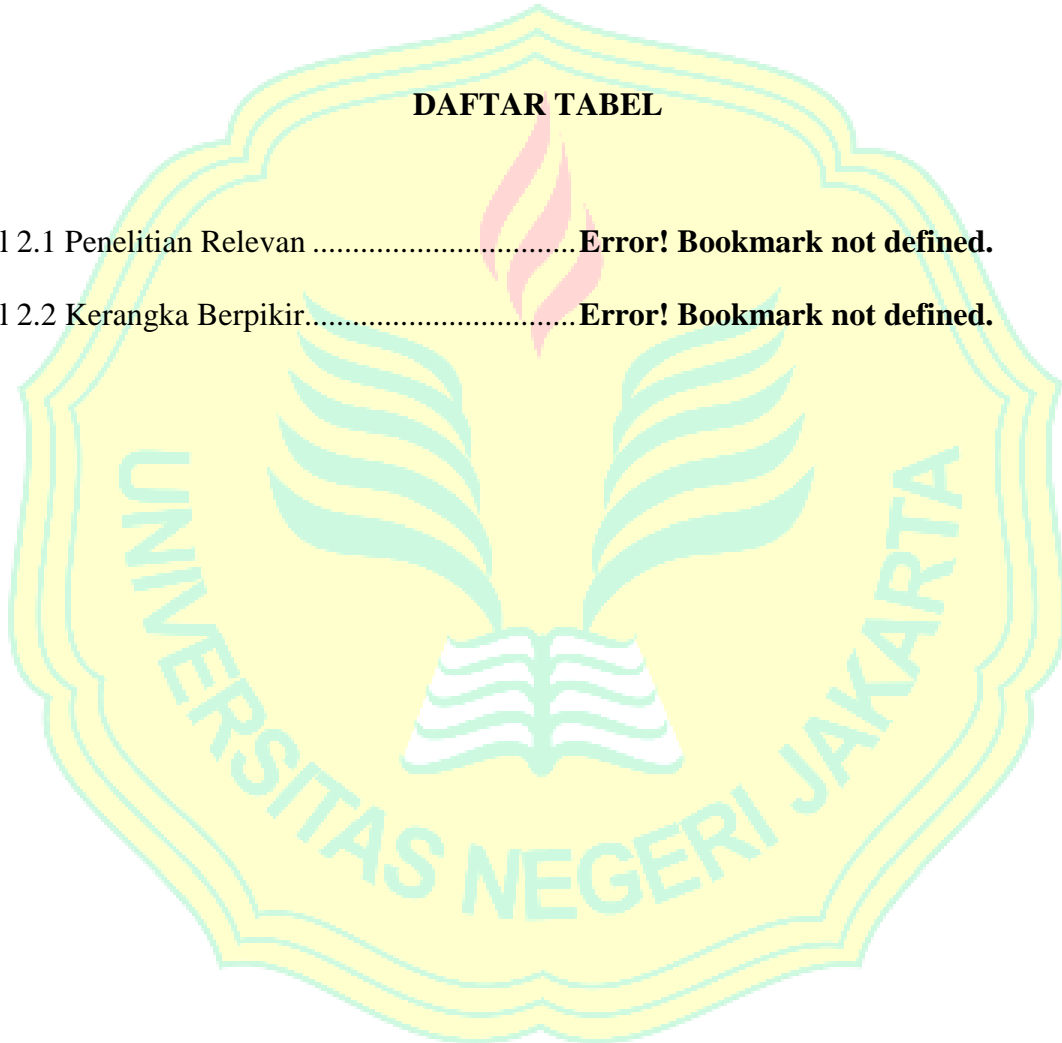 DAFTAR TABEL
l 2.1 Penelitian Relevan .................................Error! Bookmark not defined.
l 2.2 Kerangka Berpikir..................................Error! Bookmark not defined.
UNIVERSITAS NEGERI JAKARTA